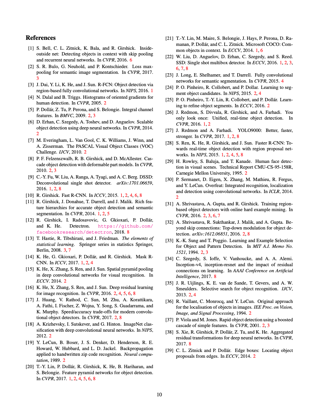 References
[1] S. Bell, C. L. Zitnick, K. Bala, and R. Girshick. Inside-
outside net: Detecting objects in context with skip pooling
and recurrent neural networks. In CVPR, 2016. 4
[2] S. R. Bulo, G. Neuhold, and P. Kontschieder. Loss max-
pooling for semantic image segmentation. In CVPR, 2017.
3
[3] J. Dai, Y. Li, K. He, and J. Sun. R-FCN: Object detection via
region-based fully convolutional networks. In NIPS, 2016. 1
[4] N. Dalal and B. Triggs. Histograms of oriented gradients for
human detection. In CVPR, 2005. 2
[5] P. Dollár, Z. Tu, P. Perona, and S. Belongie. Integral channel
features. In BMVC, 2009. 2, 3
[6] D. Erhan, C. Szegedy, A. Toshev, and D. Anguelov. Scalable
object detection using deep neural networks. In CVPR, 2014.
2
[7] M. Everingham, L. Van Gool, C. K. Williams, J. Winn, and
A. Zisserman. The PASCAL Visual Object Classes (VOC)
Challenge. IJCV, 2010. 2
[8] P. F. Felzenszwalb, R. B. Girshick, and D. McAllester. Cas-
cade object detection with deformable part models. In CVPR,
2010. 2, 3
[9] C.-Y. Fu, W. Liu, A. Ranga, A. Tyagi, and A. C. Berg. DSSD:
Deconvolutional single shot detector. arXiv:1701.06659,
2016. 1, 2, 8
[10] R. Girshick. Fast R-CNN. In ICCV, 2015. 1, 2, 4, 6, 8
[11] R. Girshick, J. Donahue, T. Darrell, and J. Malik. Rich fea-
ture hierarchies for accurate object detection and semantic
segmentation. In CVPR, 2014. 1, 2, 5
[12] R. Girshick, I. Radosavovic, G. Gkioxari, P. Dollár,
and K. He. Detectron. https://github.com/
facebookresearch/detectron, 2018. 8
[13] T. Hastie, R. Tibshirani, and J. Friedman. The elements of
statistical learning. Springer series in statistics Springer,
Berlin, 2008. 3, 7
[14] K. He, G. Gkioxari, P. Dollár, and R. Girshick. Mask R-
CNN. In ICCV, 2017. 1, 2, 4
[15] K. He, X. Zhang, S. Ren, and J. Sun. Spatial pyramid pooling
in deep convolutional networks for visual recognition. In
ECCV. 2014. 2
[16] K. He, X. Zhang, S. Ren, and J. Sun. Deep residual learning
for image recognition. In CVPR, 2016. 2, 4, 5, 6, 8
[17] J. Huang, V. Rathod, C. Sun, M. Zhu, A. Korattikara,
A. Fathi, I. Fischer, Z. Wojna, Y. Song, S. Guadarrama, and
K. Murphy. Speed/accuracy trade-offs for modern convolu-
tional object detectors. In CVPR, 2017. 2, 8
[18] A. Krizhevsky, I. Sutskever, and G. Hinton. ImageNet clas-
sification with deep convolutional neural networks. In NIPS,
2012. 2
[19] Y. LeCun, B. Boser, J. S. Denker, D. Henderson, R. E.
Howard, W. Hubbard, and L. D. Jackel. Backpropagation
applied to handwritten zip code recognition. Neural compu-
tation, 1989. 2
[20] T.-Y. Lin, P. Dollár, R. Girshick, K. He, B. Hariharan, and
S. Belongie. Feature pyramid networks for object detection.
In CVPR, 2017. 1, 2, 4, 5, 6, 8
[21] T.-Y. Lin, M. Maire, S. Belongie, J. Hays, P. Perona, D. Ra-
manan, P. Dollár, and C. L. Zitnick. Microsoft COCO: Com-
mon objects in context. In ECCV, 2014. 1, 6
[22] W. Liu, D. Anguelov, D. Erhan, C. Szegedy, and S. Reed.
SSD: Single shot multibox detector. In ECCV, 2016. 1, 2, 3,
6, 7, 8
[23] J. Long, E. Shelhamer, and T. Darrell. Fully convolutional
networks for semantic segmentation. In CVPR, 2015. 4
[24] P. O. Pinheiro, R. Collobert, and P. Dollar. Learning to seg-
ment object candidates. In NIPS, 2015. 2, 4
[25] P. O. Pinheiro, T.-Y. Lin, R. Collobert, and P. Dollár. Learn-
ing to refine object segments. In ECCV, 2016. 2
[26] J. Redmon, S. Divvala, R. Girshick, and A. Farhadi. You
only look once: Unified, real-time object detection. In
CVPR, 2016. 1, 2
[27] J. Redmon and A. Farhadi. YOLO9000: Better, faster,
stronger. In CVPR, 2017. 1, 2, 8
[28] S. Ren, K. He, R. Girshick, and J. Sun. Faster R-CNN: To-
wards real-time object detection with region proposal net-
works. In NIPS, 2015. 1, 2, 4, 5, 8
[29] H. Rowley, S. Baluja, and T. Kanade. Human face detec-
tion in visual scenes. Technical Report CMU-CS-95-158R,
Carnegie Mellon University, 1995. 2
[30] P. Sermanet, D. Eigen, X. Zhang, M. Mathieu, R. Fergus,
and Y. LeCun. Overfeat: Integrated recognition, localization
and detection using convolutional networks. In ICLR, 2014.
2
[31] A. Shrivastava, A. Gupta, and R. Girshick. Training region-
based object detectors with online hard example mining. In
CVPR, 2016. 2, 3, 6, 7
[32] A. Shrivastava, R. Sukthankar, J. Malik, and A. Gupta. Be-
yond skip connections: Top-down modulation for object de-
tection. arXiv:1612.06851, 2016. 2, 8
[33] K.-K. Sung and T. Poggio. Learning and Example Selection
for Object and Pattern Detection. In MIT A.I. Memo No.
1521, 1994. 2, 3
[34] C. Szegedy, S. Ioffe, V. Vanhoucke, and A. A. Alemi.
Inception-v4, inception-resnet and the impact of residual
connections on learning. In AAAI Conference on Artificial
Intelligence, 2017. 8
[35] J. R. Uijlings, K. E. van de Sande, T. Gevers, and A. W.
Smeulders. Selective search for object recognition. IJCV,
2013. 2, 4
[36] R. Vaillant, C. Monrocq, and Y. LeCun. Original approach
for the localisation of objects in images. IEE Proc. on Vision,
Image, and Signal Processing, 1994. 2
[37] P. Viola and M. Jones. Rapid object detection using a boosted
cascade of simple features. In CVPR, 2001. 2, 3
[38] S. Xie, R. Girshick, P. Dollár, Z. Tu, and K. He. Aggregated
residual transformations for deep neural networks. In CVPR,
2017. 8
[39] C. L. Zitnick and P. Dollár. Edge boxes: Locating object
proposals from edges. In ECCV, 2014. 2
10